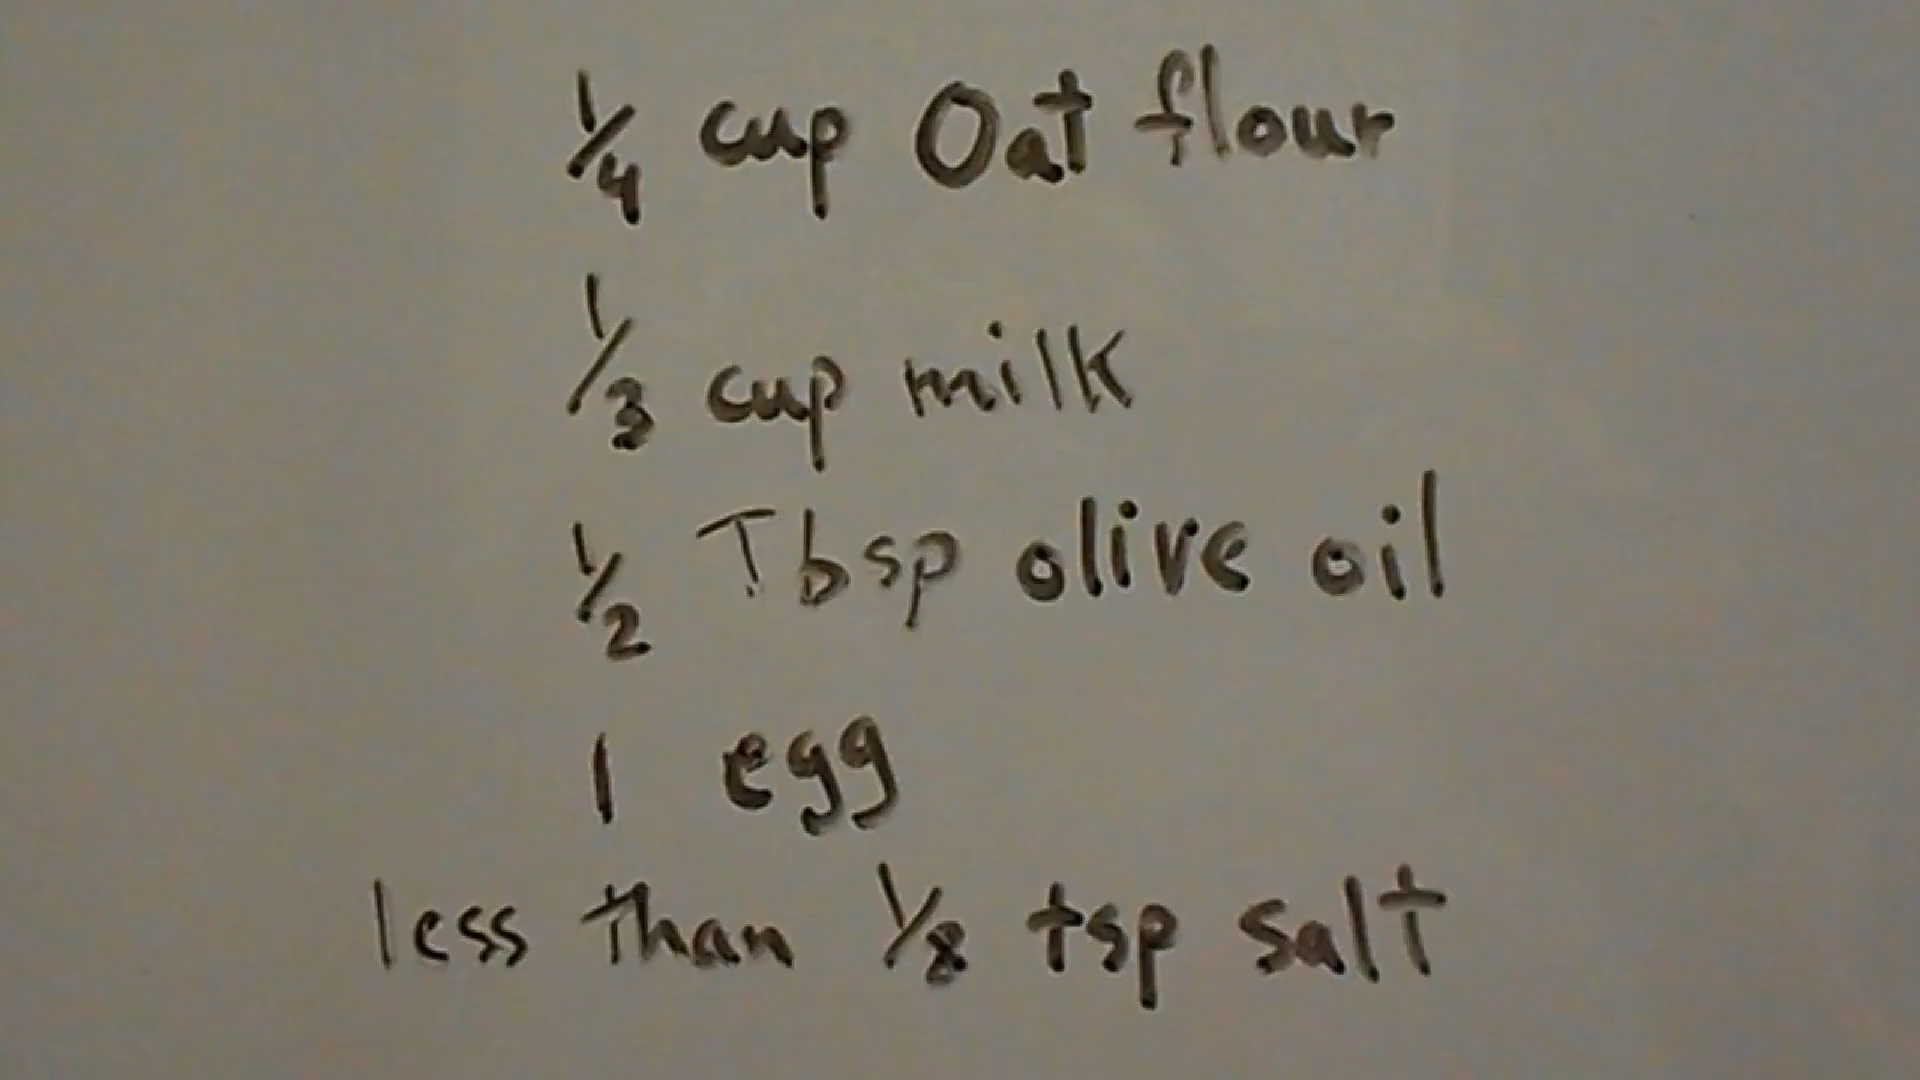 1/4 cup Oat flour
1/3 cup milk
1/2 Tbsp olive oil
1 egg
less than 1/8 tsp salt